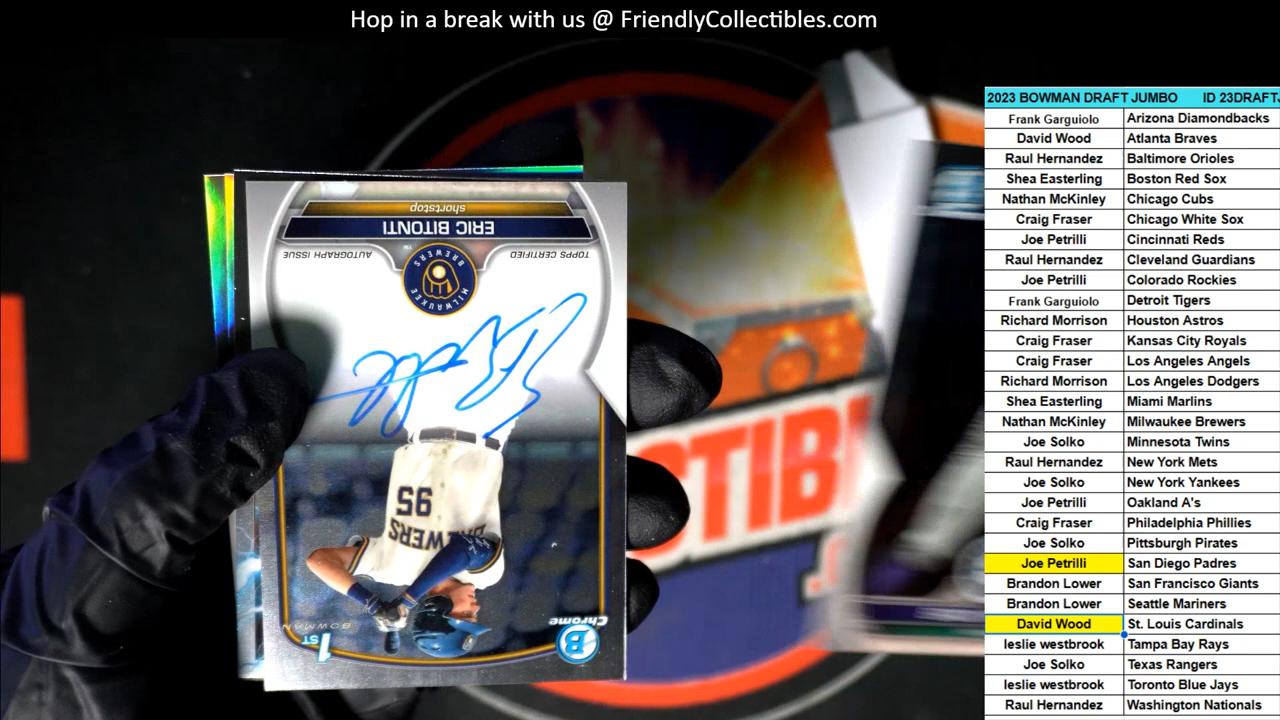 Hop in a break with us @ FriendlyCollectibles.com
2023 BOWMAN DRAFT JUMBO ID 23DRAFTJ
Frank Garguiolo Arizona Diamondbacks
David Wood Atlanta Braves
Raul Hernandez Baltimore Orioles
Shea Easterling Boston Red Sox
Nathan McKinley Chicago Cubs
Craig Fraser Chicago White Sox
Joe Petrilli Cincinnati Reds
Raul Hernandez Cleveland Guardians
Joe Petrilli Colorado Rockies
Frank Garguiolo Detroit Tigers
Richard Morrison Houston Astros
Craig Fraser Kansas City Royals
Craig Fraser Los Angeles Angels
Richard Morrison Los Angeles Dodgers
Shea Easterling Miami Marlins
Nathan McKinley Milwaukee Brewers
Joe Solko Minnesota Twins
Raul Hernandez New York Mets
Joe Solko New York Yankees
Joe Petrilli Oakland A's
Craig Fraser Philadelphia Phillies
Joe Solko Pittsburgh Pirates
Joe Petrilli San Diego Padres
Brandon Lower San Francisco Giants
Brandon Lower Seattle Mariners
David Wood St. Louis Cardinals
leslie westbrook Tampa Bay Rays
Joe Solko Texas Rangers
leslie westbrook Toronto Blue Jays
Raul Hernandez Washington Nationals
1ST BOWMAN
B Chrome
95
MILWAUKEE BREWERS
TOPPS CERTIFIED AUTOGRAPH ISSUE
ERIC BITONTI
shortstop
CTIB